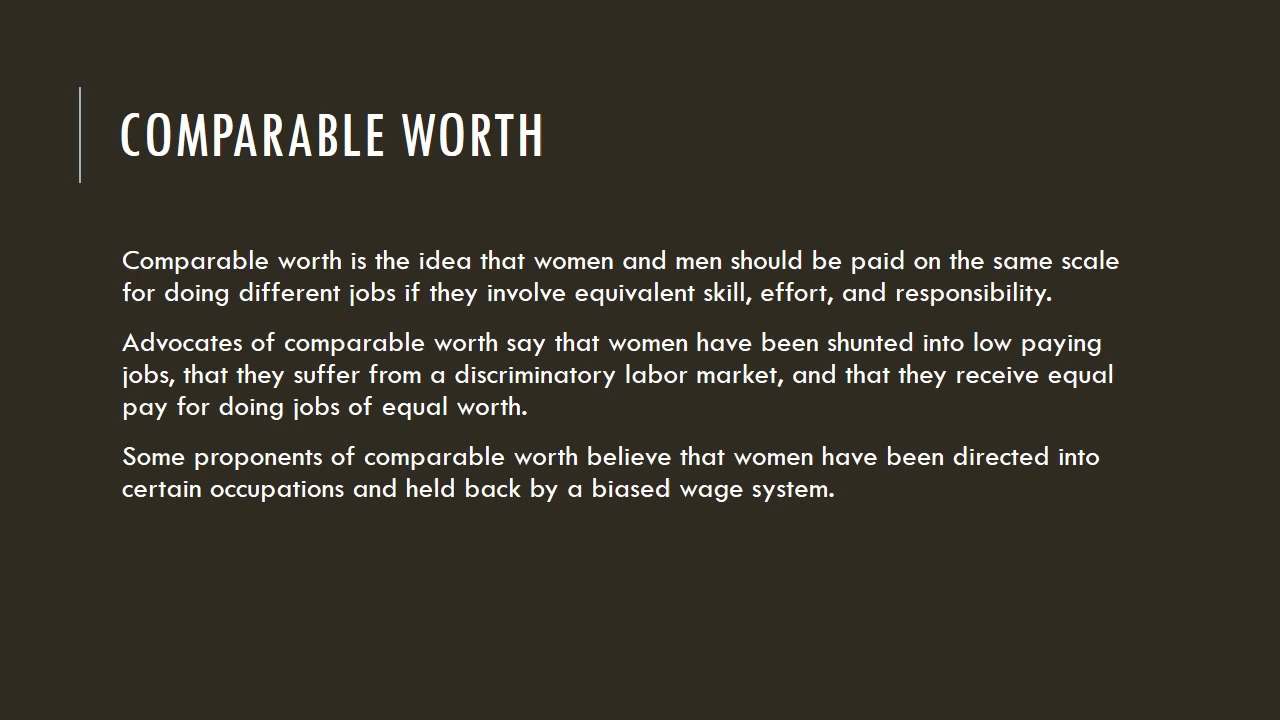 COMPARABLE WORTH
Comparable worth is the idea that women and men should be paid on the same scale
for doing different jobs if they involve equivalent skill, effort, and responsibility.
Advocates of comparable worth say that women have been shunted into low paying
jobs, that they suffer from a discriminatory labor market, and that they receive equal
pay for doing jobs of equal worth.
Some proponents of comparable worth believe that women have been directed into
certain occupations and held back by a biased wage system.